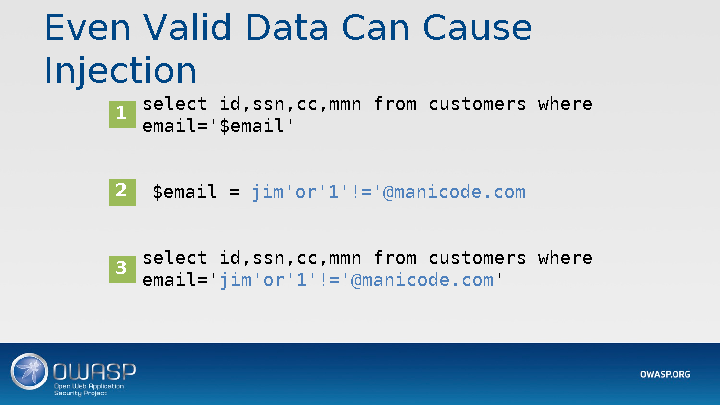 Even Valid Data Can Cause
Injection
1
select id,ssn,cc,mmn from customers where
email='$email'
2
$email = jim'or'1'!='@manicode.com
3
select id,ssn,cc,mmn from customers where
email='jim'or'1'!='@manicode.com'
OWASP
Open Web Application
Security Project
OWASP.ORG